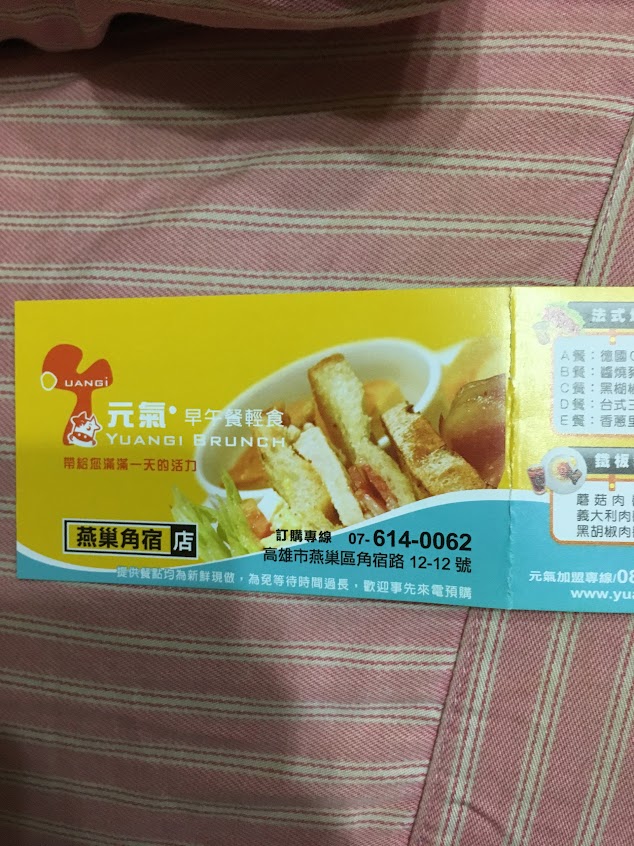 UANGi
元氣 早午餐輕食
YUANGI BRUNCH
帶給您滿滿一天的活力
燕巢角宿店
訂購專線 07-614-0062
高雄市燕巢區角宿路 12-12 號
提供餐點均為新鮮現做，為免等待時間過長，歡迎事先來電預購
法式
A餐：德國
B餐：醬燒
C餐：黑椒
D餐：台式
E餐：香蔥
鐵板
蘑菇肉醬
義大利肉醬
黑胡椒肉
元氣加盟專線/08
www.yua